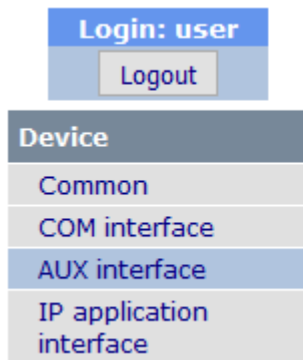 Login: user
Logout
Device
Common
COM interface
AUX interface
IP application
interface